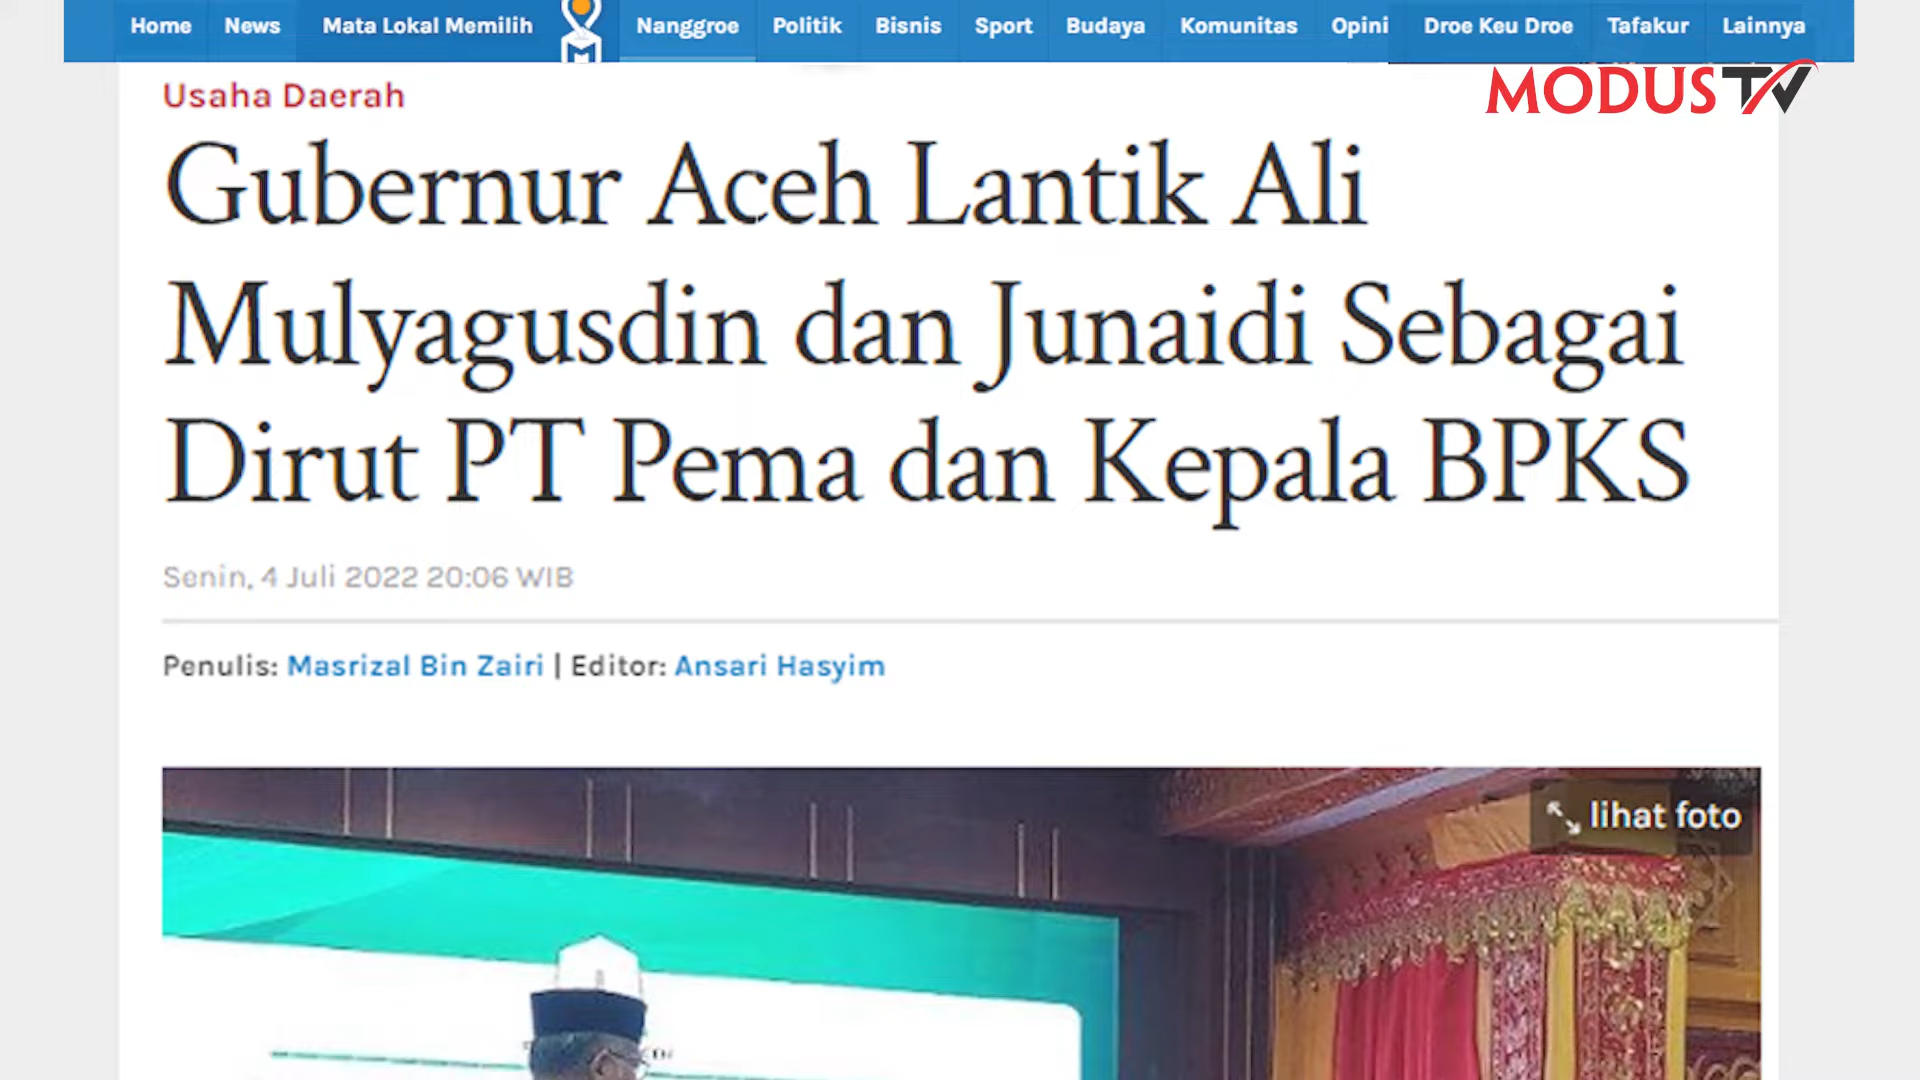 Home News Mata Lokal Memilih M Nanggroe Politik Bisnis Sport Budaya Komunitas Opini Droe Keu Droe Tafakur Lainnya
MODUS TV
Usaha Daerah
Gubernur Aceh Lantik Ali
Mulyagusdin dan Junaidi Sebagai
Dirut PT Pema dan Kepala BPKS
Senin, 4 Juli 2022 20:06 WIB
Penulis: Masrizal Bin Zairi | Editor: Ansari Hasyim
lihat foto